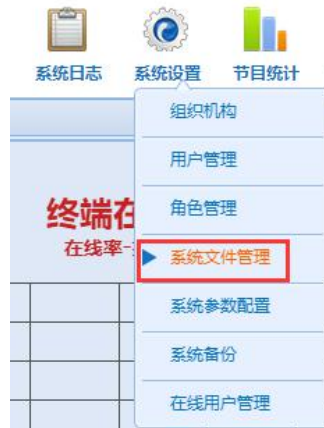 系统日志 系统设置 节目统计
组织机构
用户管理
终端在
角色管理
在线率-
系统文件管理
系统参数配置
系统备份
在线用户管理